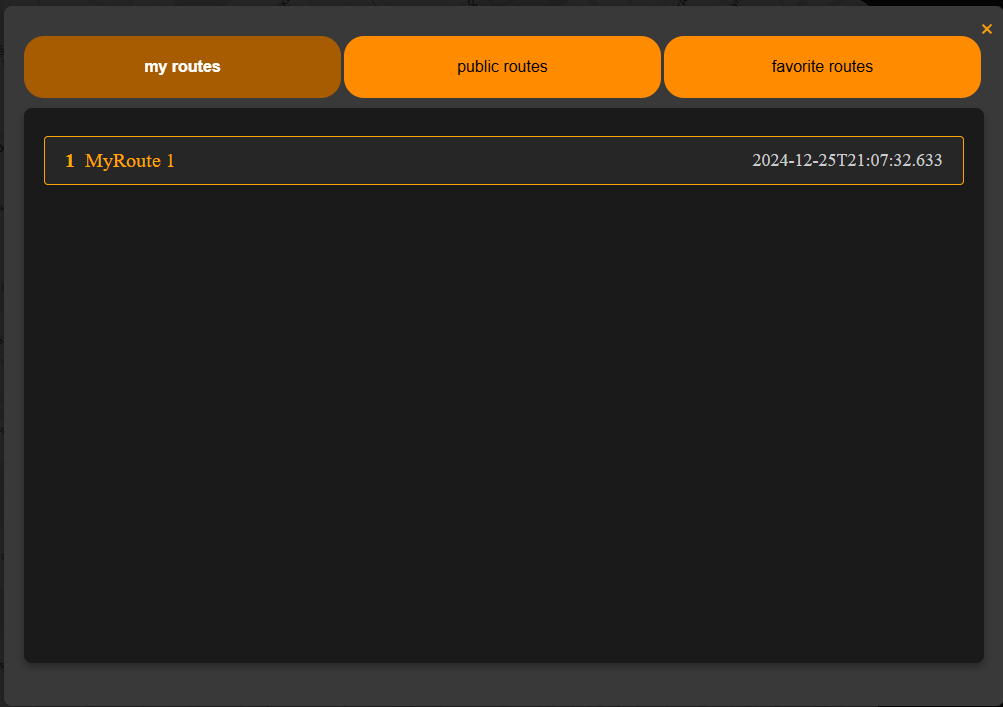 ×
my routes public routes favorite routes
1 MyRoute 1 2024-12-25T21:07:32.633